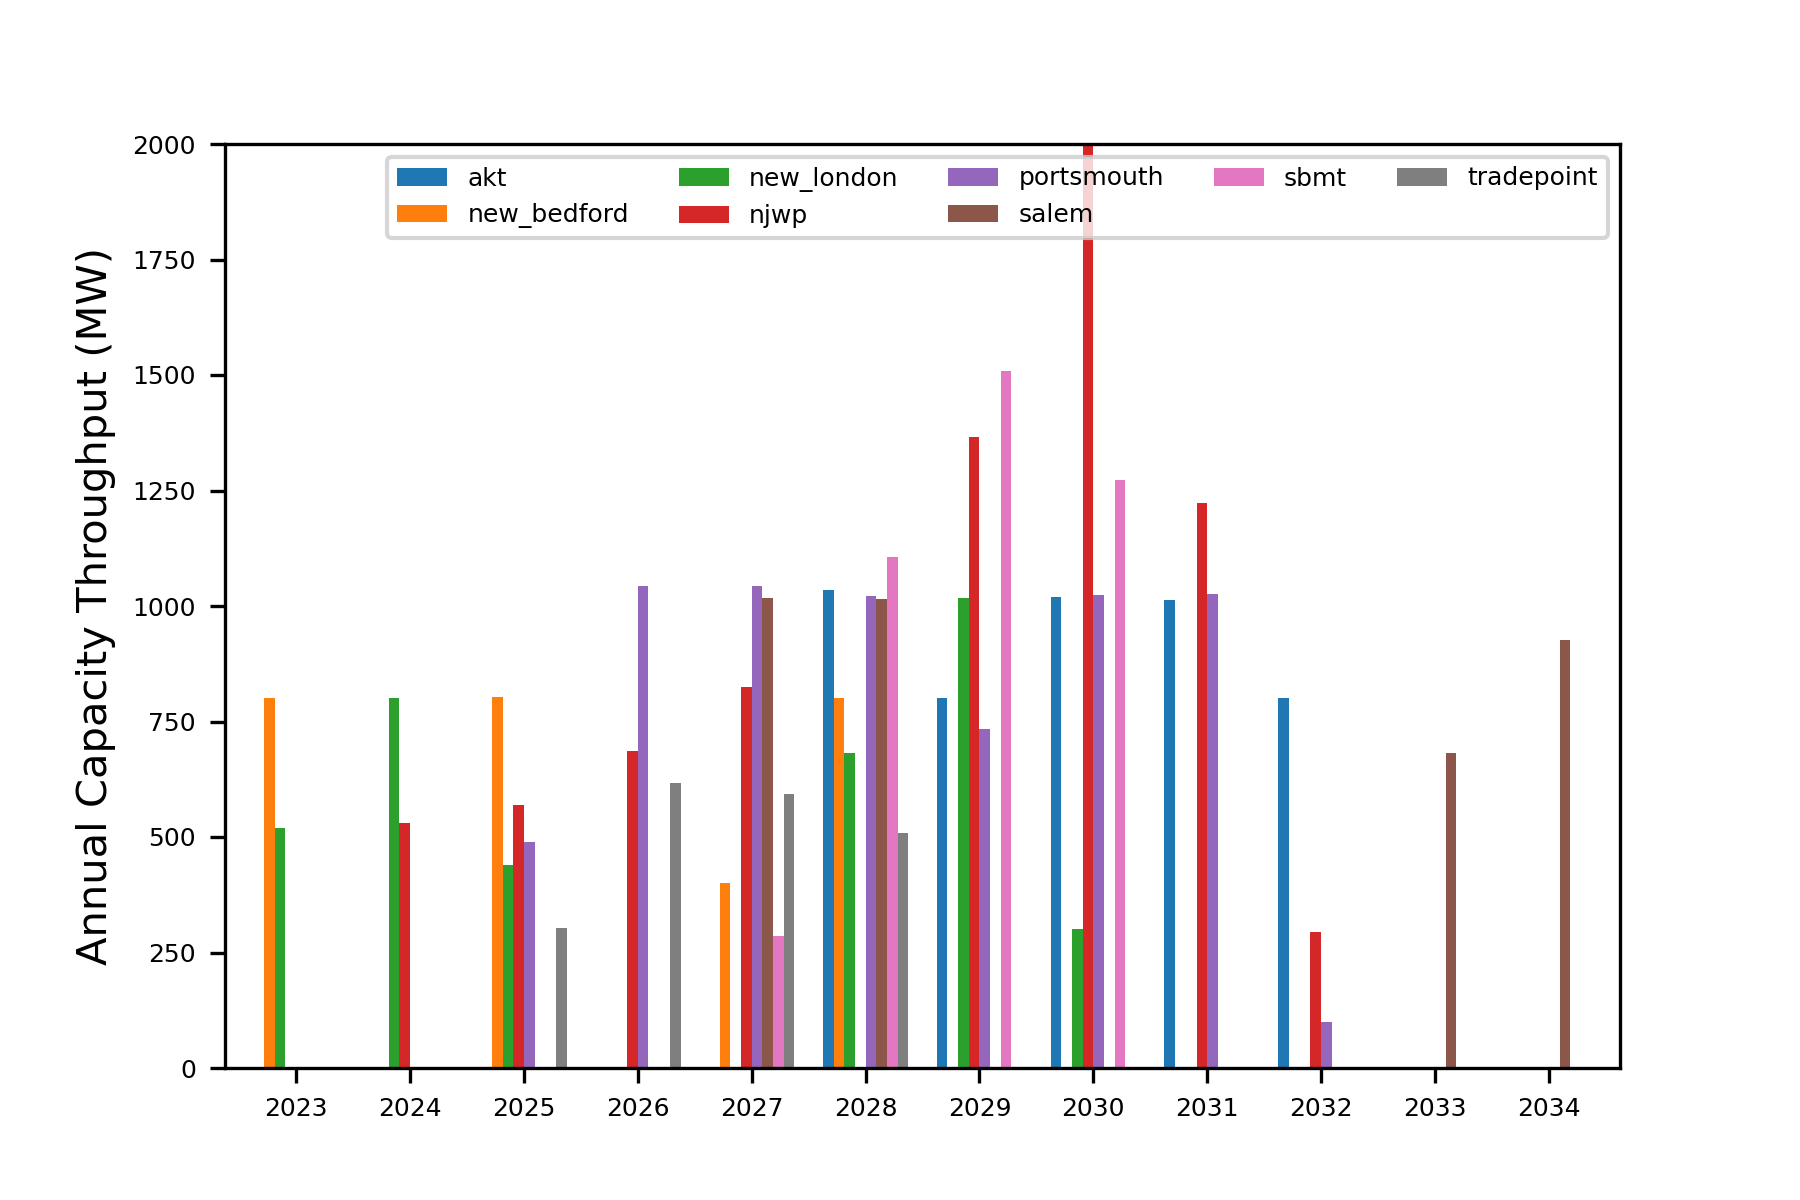 2000
1750
1500
1250
1000
750
500
250
0
Annual Capacity Throughput (MW)
akt new_london portsmouth sbmt tradepoint
new_bedford njwp salem
2023 2024 2025 2026 2027 2028 2029 2030 2031 2032 2033 2034